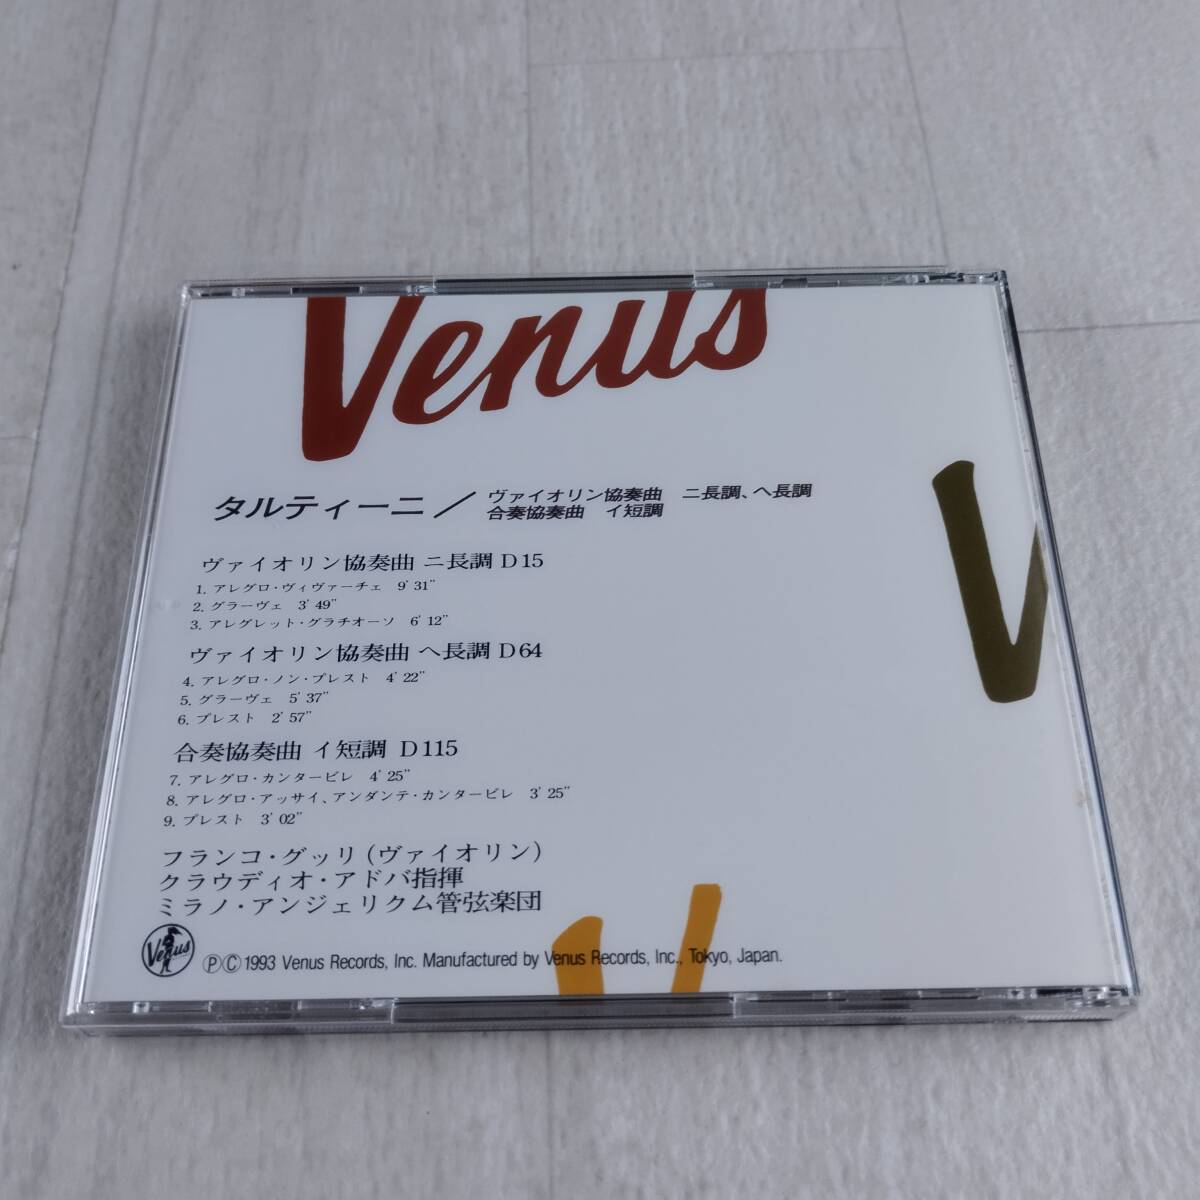 Venus
タルティーニ／ヴァイオリン協奏曲　ニ長調、ヘ長調
合奏協奏曲　イ短調
ヴァイオリン協奏曲 ニ長調 D15
1. アレグロ・ヴィヴァーチェ　9' 31"
2. グラーヴェ　3' 49"
3. アレグレット・グラチオーソ　6' 12"
ヴァイオリン協奏曲 ヘ長調 D64
4. アレグロ・ノン・プレスト　4' 22"
5. グラーヴェ　5' 37"
6. プレスト　2' 57"
合奏協奏曲 イ短調 D115
7. アレグロ・カンタービレ　4' 25"
8. アレグロ・アッサイ、アンダンテ・カンタービレ　3' 25"
9. プレスト　3' 02"
フランコ・グッリ（ヴァイオリン）
クラウディオ・アドバ指揮
ミラノ・アンジェリクム管弦楽団
Venus
ⓅⒸ1993 Venus Records, Inc. Manufactured by Venus Records, Inc., Tokyo, Japan.